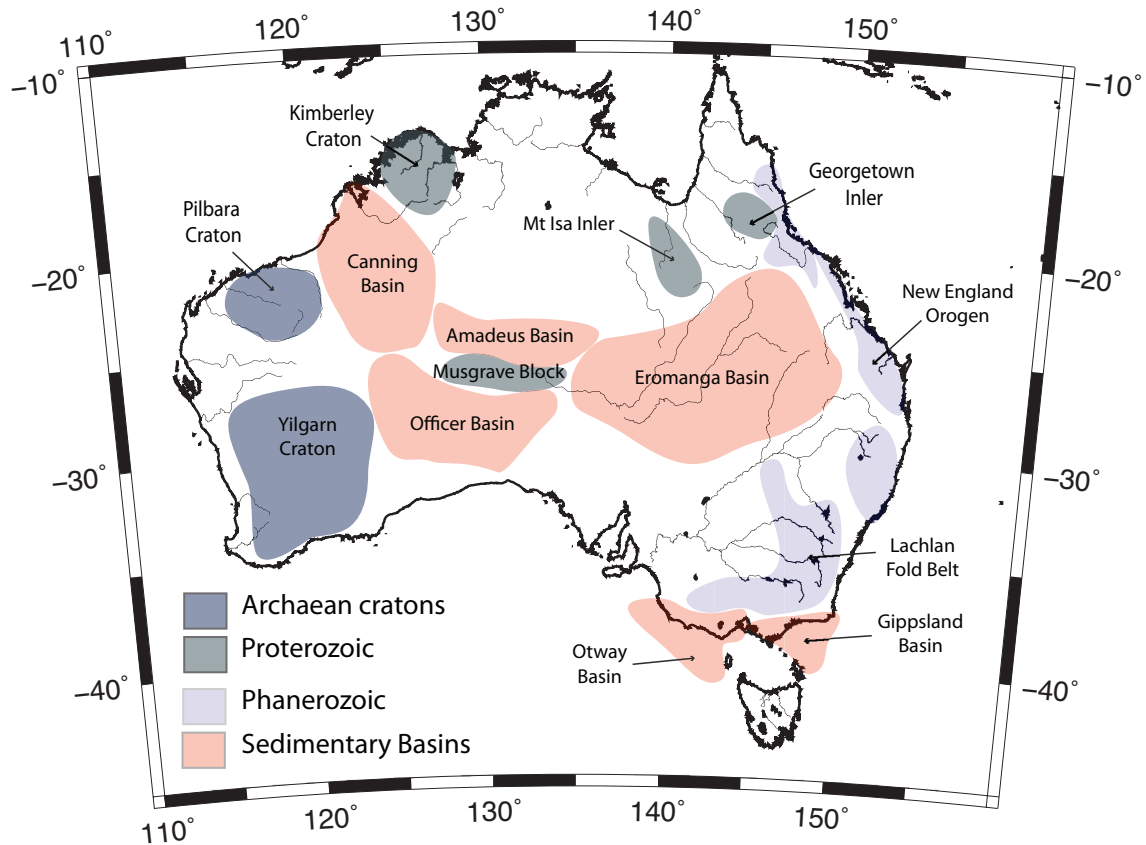 110˚
120˚
130˚
140˚
150˚
−10˚
−10˚
Kimberley
Craton
Georgetown
Inler
Pilbara
Craton
Mt Isa Inler
−20˚
−20˚
Canning
Basin
New England
Orogen
Amadeus Basin
Musgrave Block
Eromanga Basin
Yilgarn
Craton
Officer Basin
−30˚
−30˚
Lachlan
Fold Belt
Archaean cratons
Proterozoic
Phanerozoic
Sedimentary Basins
Gippsland
Basin
Otway
Basin
−40˚
−40˚
110˚
120˚
130˚
140˚
150˚